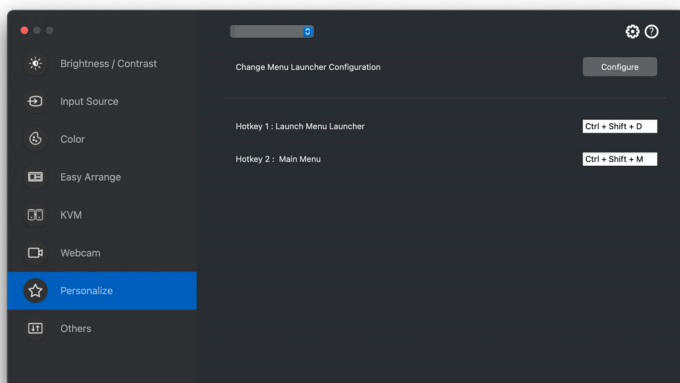 Brightness / Contrast
Input Source
Color
Easy Arrange
KVM
Webcam
Personalize
Others
Change Menu Launcher Configuration
Configure
Hotkey 1 : Launch Menu Launcher
Ctrl + Shift + D
Hotkey 2 : Main Menu
Ctrl + Shift + M